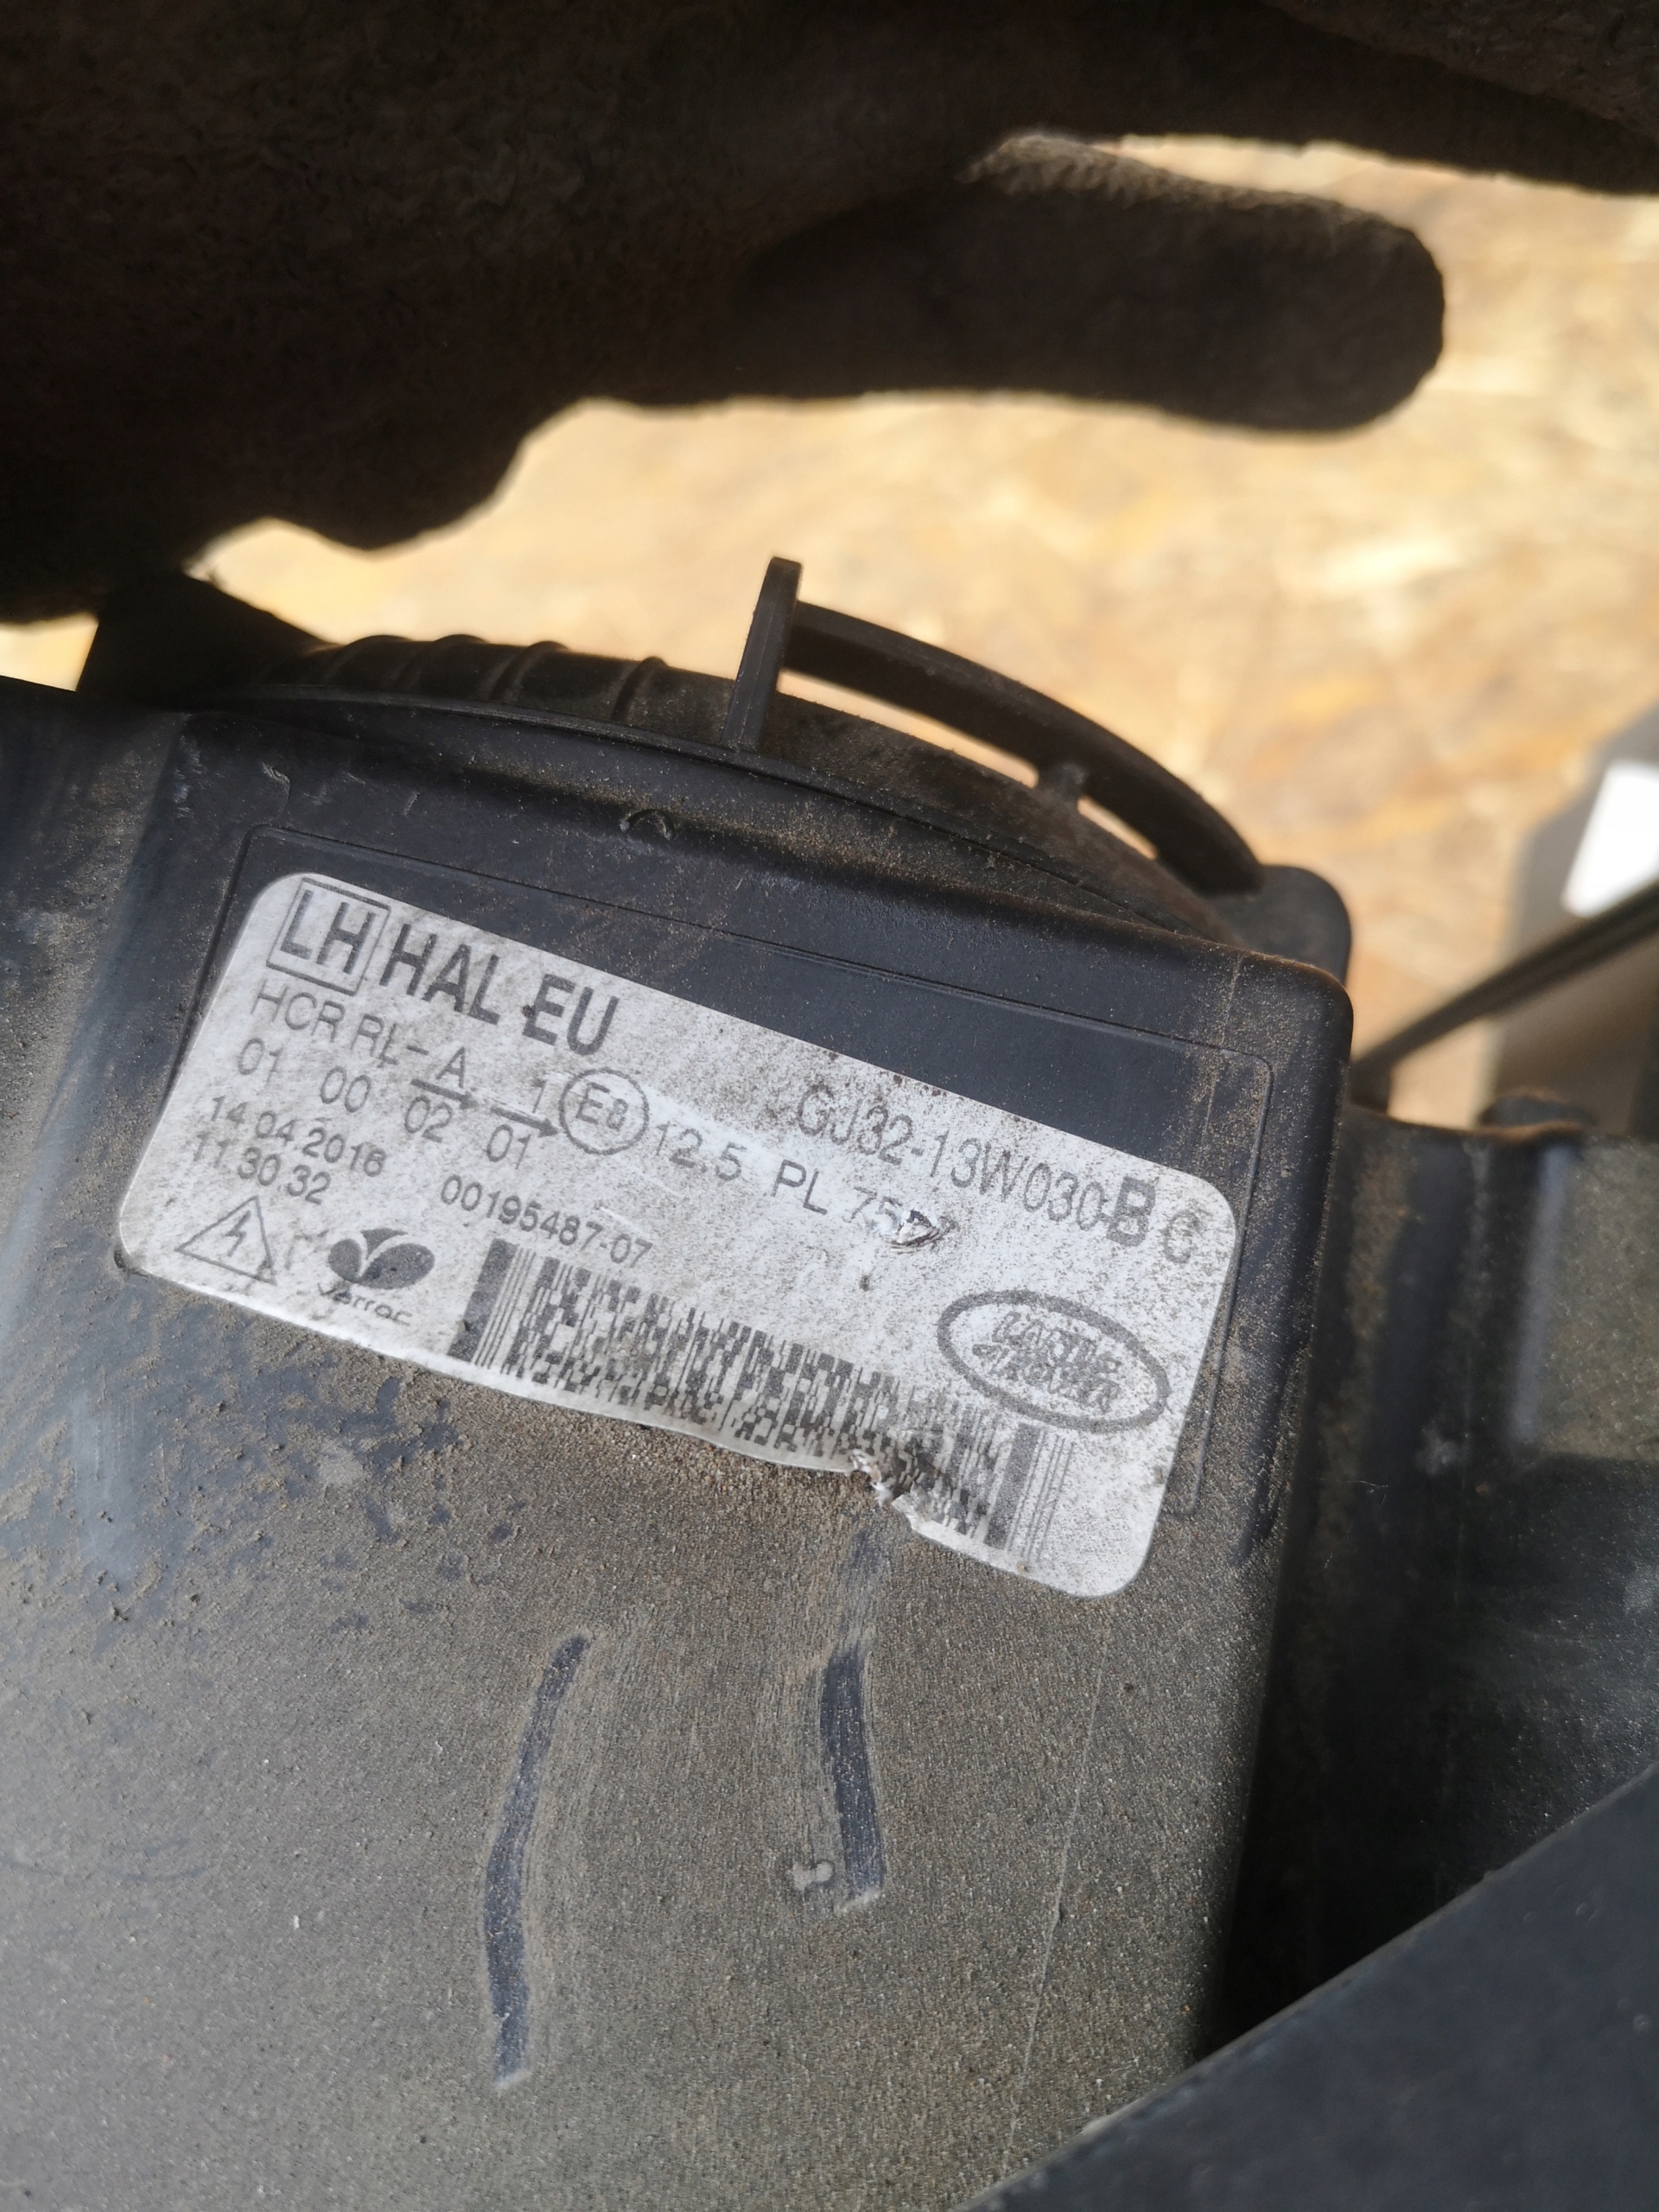 LH HAL EU
GJ32-13W030-B C
HCR RL- A 1 E8 12,5 PL
01 00 02 01
14 04 2016 00195487-07
11 30 32
varroc